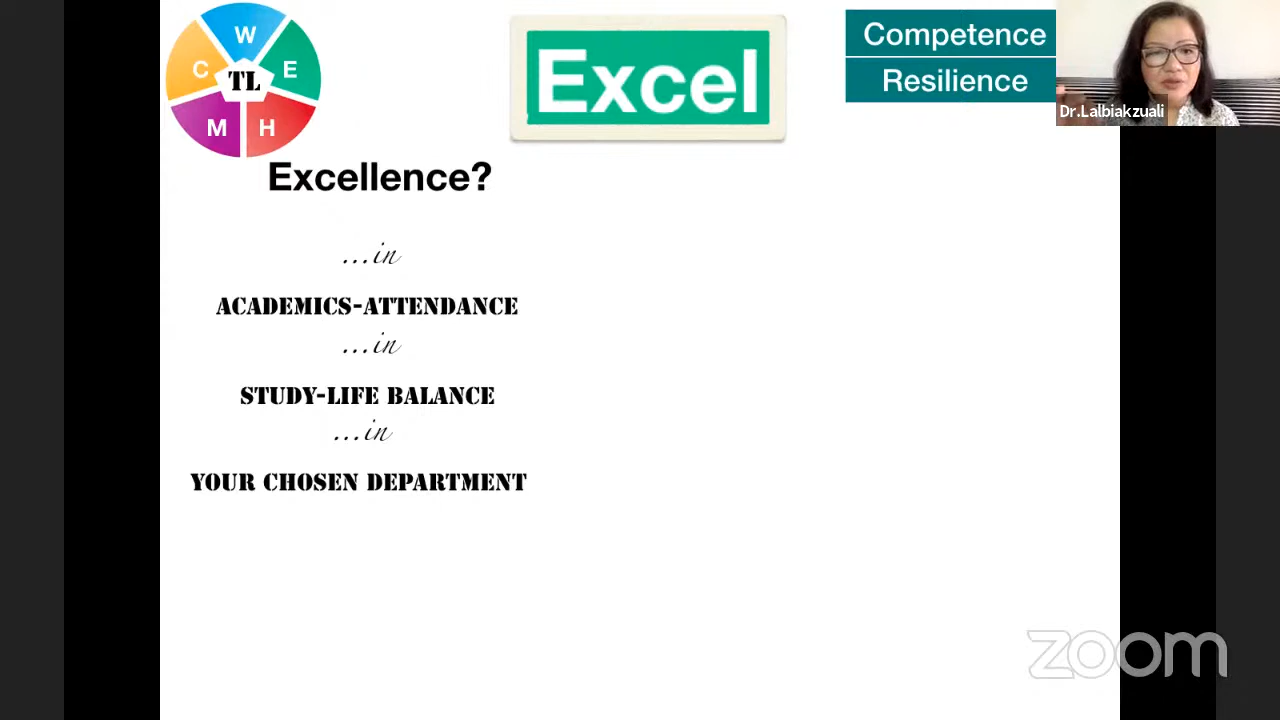 W
C
E
TL
M
H
Excel
Competence
Resilience
Dr.Lalbiakzuali
Excellence?
...in
ACADEMICS-ATTENDANCE
...in
STUDY-LIFE BALANCE
...in
YOUR CHOSEN DEPARTMENT
zoom